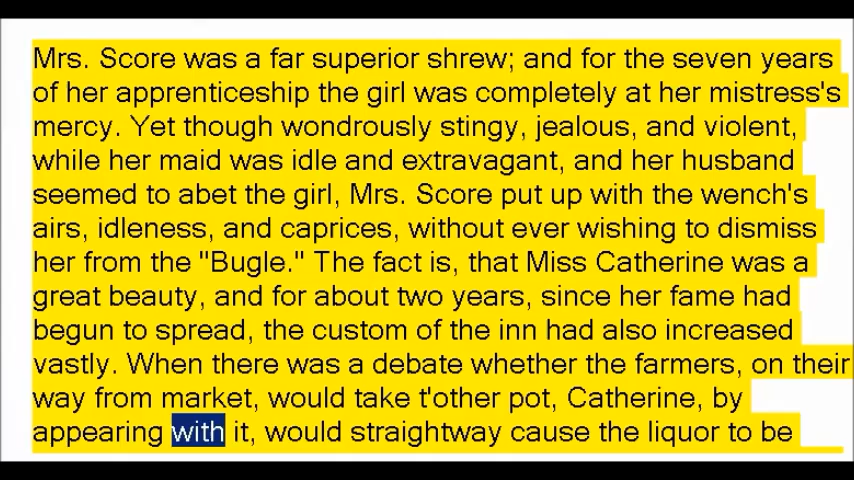 Mrs. Score was a far superior shrew; and for the seven years
of her apprenticeship the girl was completely at her mistress's
mercy. Yet though wondrously stingy, jealous, and violent,
while her maid was idle and extravagant, and her husband
seemed to abet the girl, Mrs. Score put up with the wench's
airs, idleness, and caprices, without ever wishing to dismiss
her from the "Bugle." The fact is, that Miss Catherine was a
great beauty, and for about two years, since her fame had
begun to spread, the custom of the inn had also increased
vastly. When there was a debate whether the farmers, on their
way from market, would take t'other pot, Catherine, by
appearing with it, would straightway cause the liquor to be